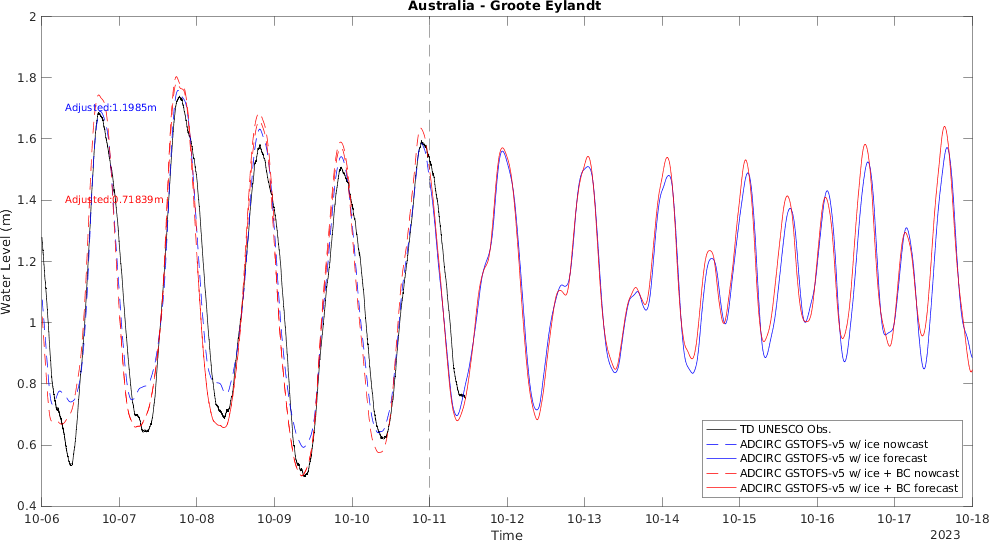 Australia - Groote Eylandt
2
1.8
1.6
1.4
1.2
1
0.8
0.6
0.4
Water Level (m)
Adjusted:1.1985m
Adjusted:0.71839m
TD UNESCO Obs.
ADCIRC GSTOFS-v5 w/ ice nowcast
ADCIRC GSTOFS-v5 w/ ice forecast
ADCIRC GSTOFS-v5 w/ ice + BC nowcast
ADCIRC GSTOFS-v5 w/ ice + BC forecast
10-06 10-07 10-08 10-09 10-10 10-11 10-12 10-13 10-14 10-15 10-16 10-17 10-18
Time
2023